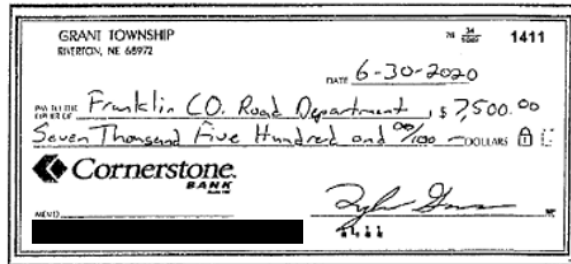 GRANT TOWNSHIP
RIVERTON, NE 68972
1411
DATE 6-30-2020
PAY TO THE ORDER OF Franklin CO. Road Department $ 7,500.00
Seven Thousand Five Hundred and 00/100 DOLLARS
Cornerstone
BANK
MEMO